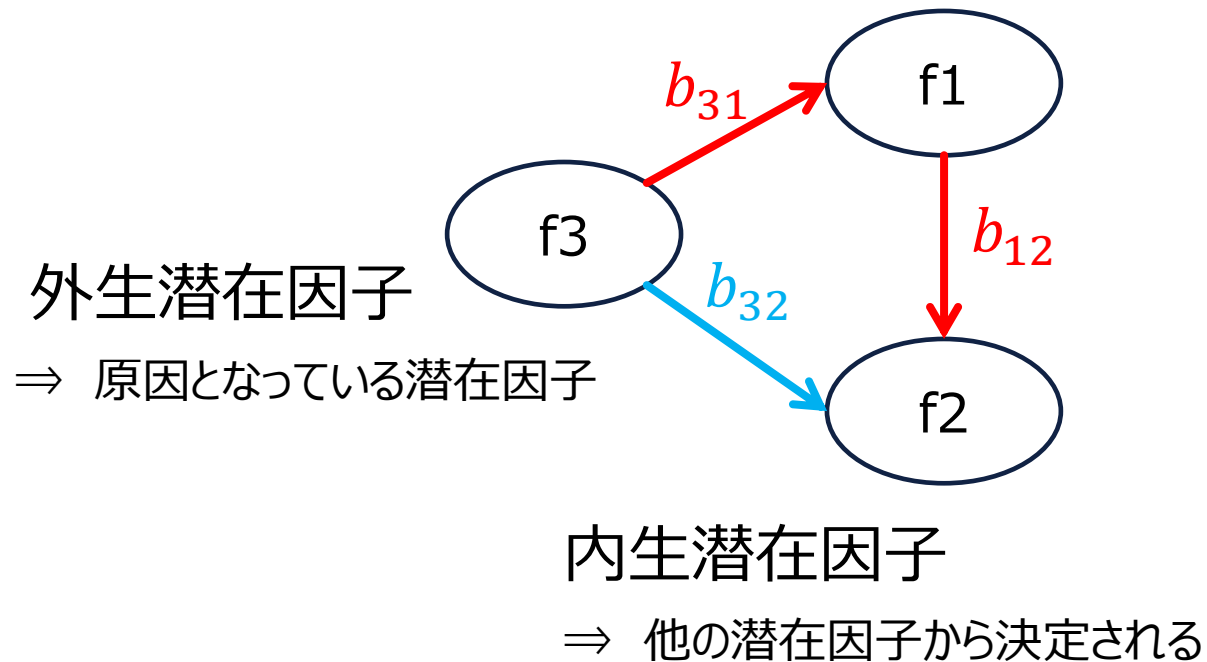 f1
b31
f3
b12
外生潜在因子
b32
⇒ 原因となっている潜在因子
f2
内生潜在因子
⇒ 他の潜在因子から決定される